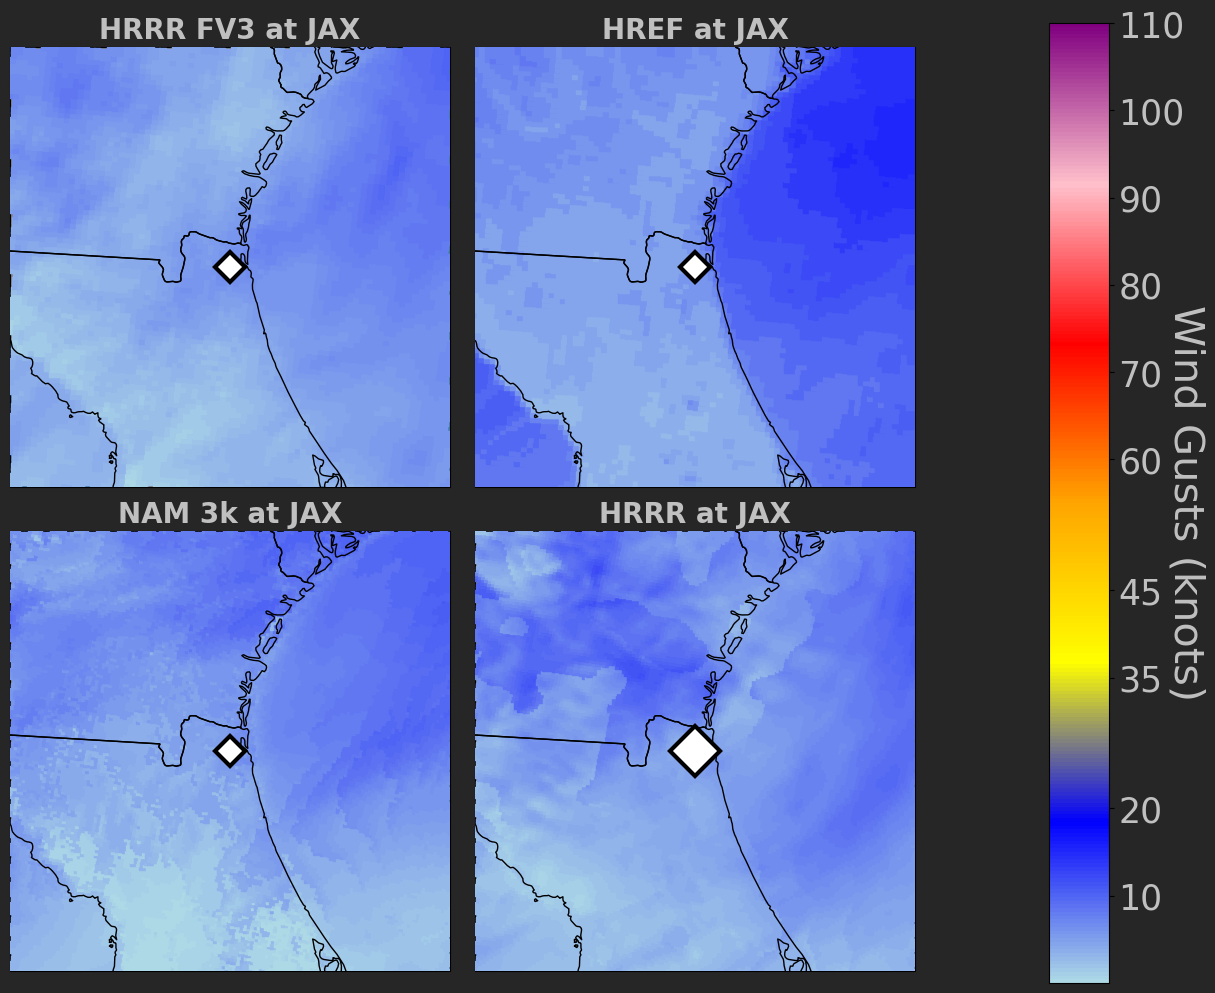 HRRR FV3 at JAX
HREF at JAX
NAM 3k at JAX
HRRR at JAX
110
100
90
80
70
60
45
35
20
10
Wind Gusts (knots)